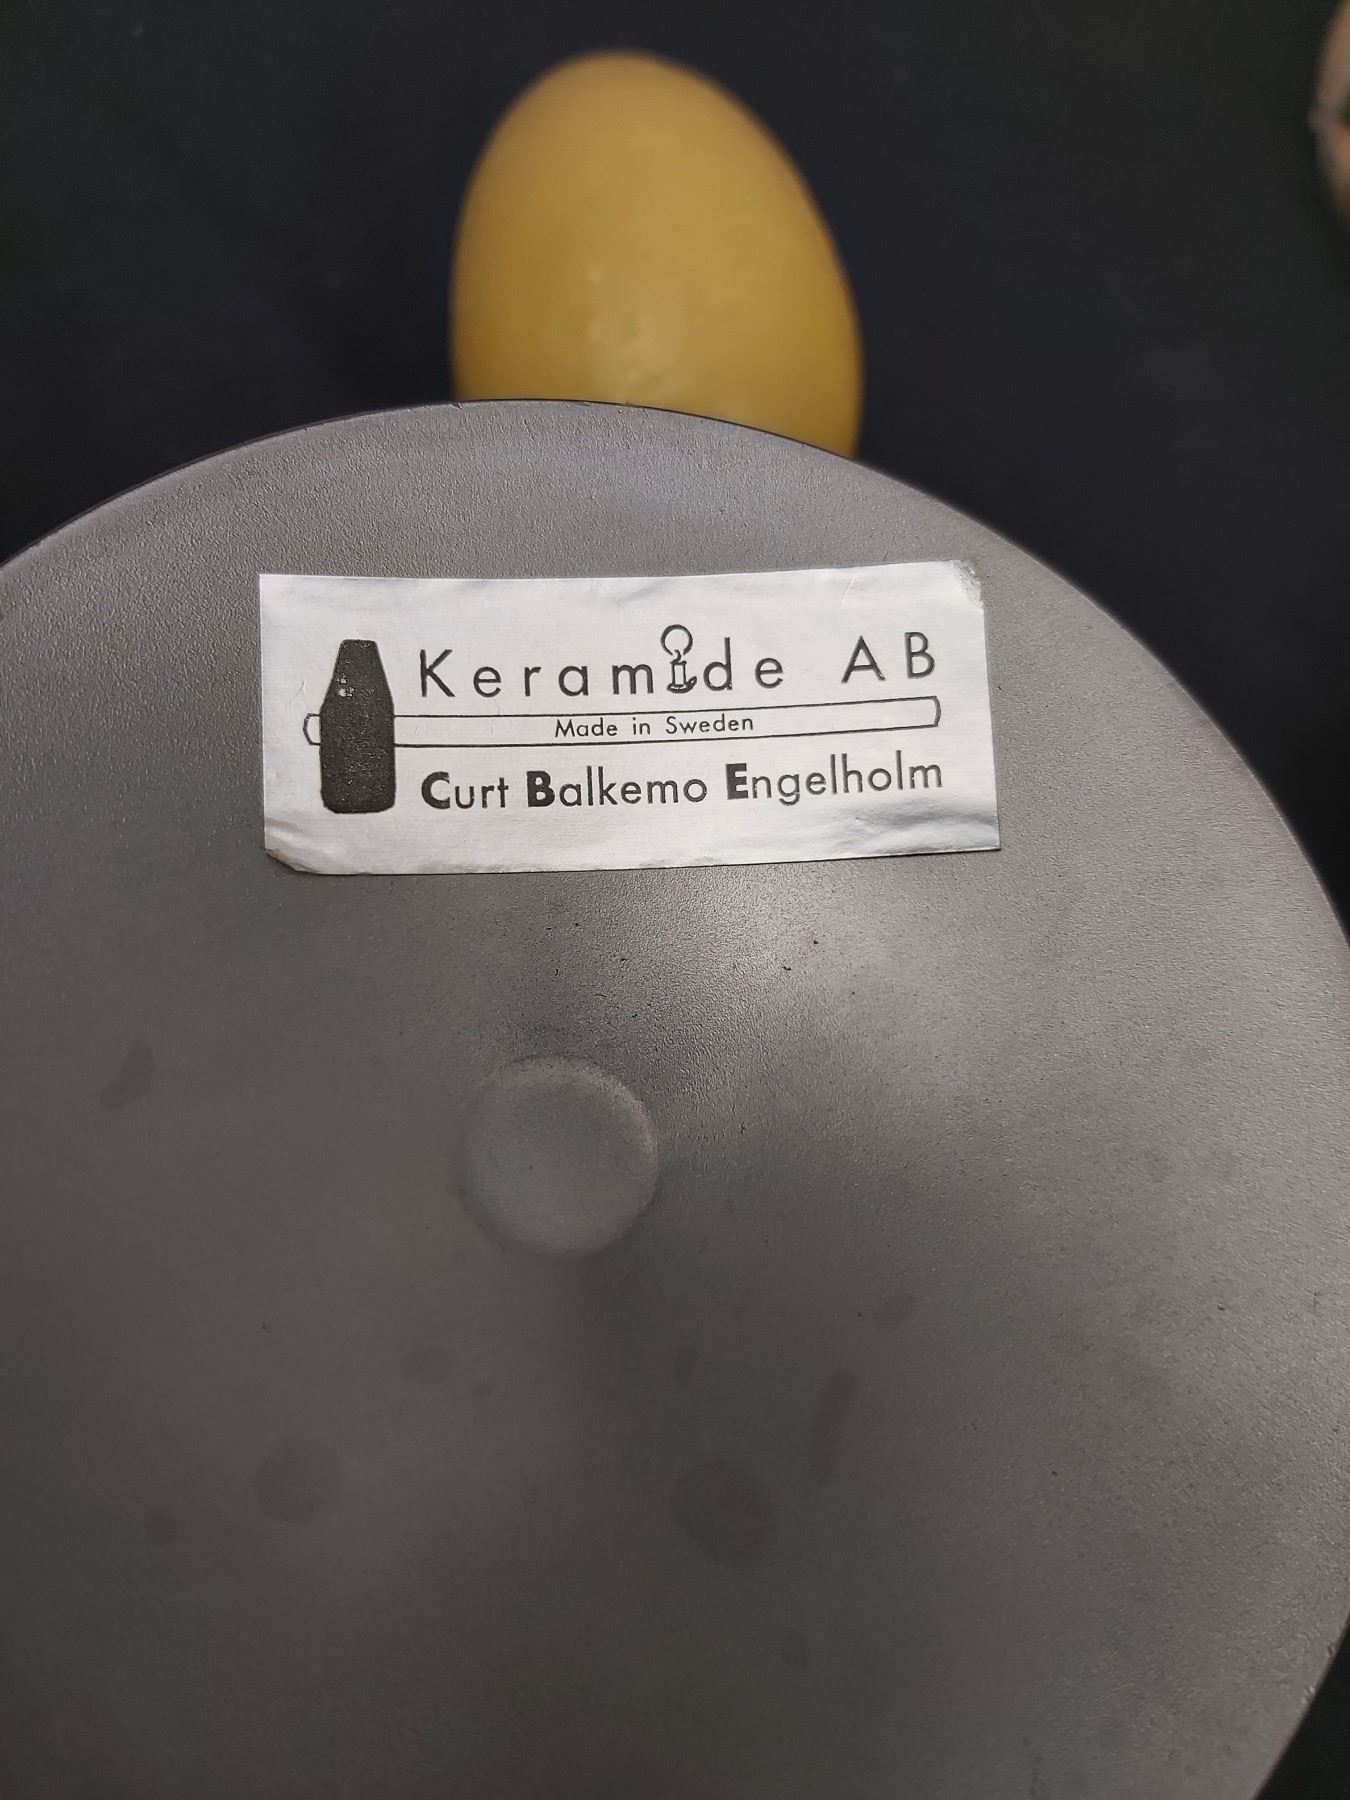 Keramide AB
Made in Sweden
Curt Balkemo Engelholm